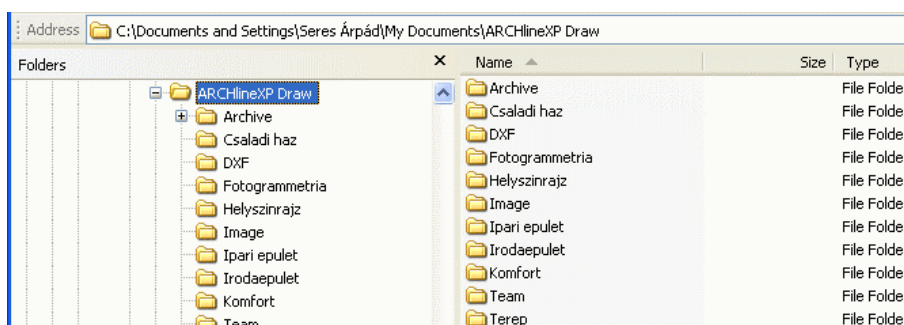 Address C:\Documents and Settings\Seres Árpád\My Documents\ARCHlineXP Draw
Folders
ARCHlineXP Draw
Archive
Csaladi haz
DXF
Fotogrammetria
Helyszinrajz
Image
Ipari epulet
Irodaepulet
Komfort
Team
Name Size Type
Archive File Folde
Csaladi haz File Folde
DXF File Folde
Fotogrammetria File Folde
Helyszinrajz File Folde
Image File Folde
Ipari epulet File Folde
Irodaepulet File Folde
Komfort File Folde
Team File Folde
Terep File Folde